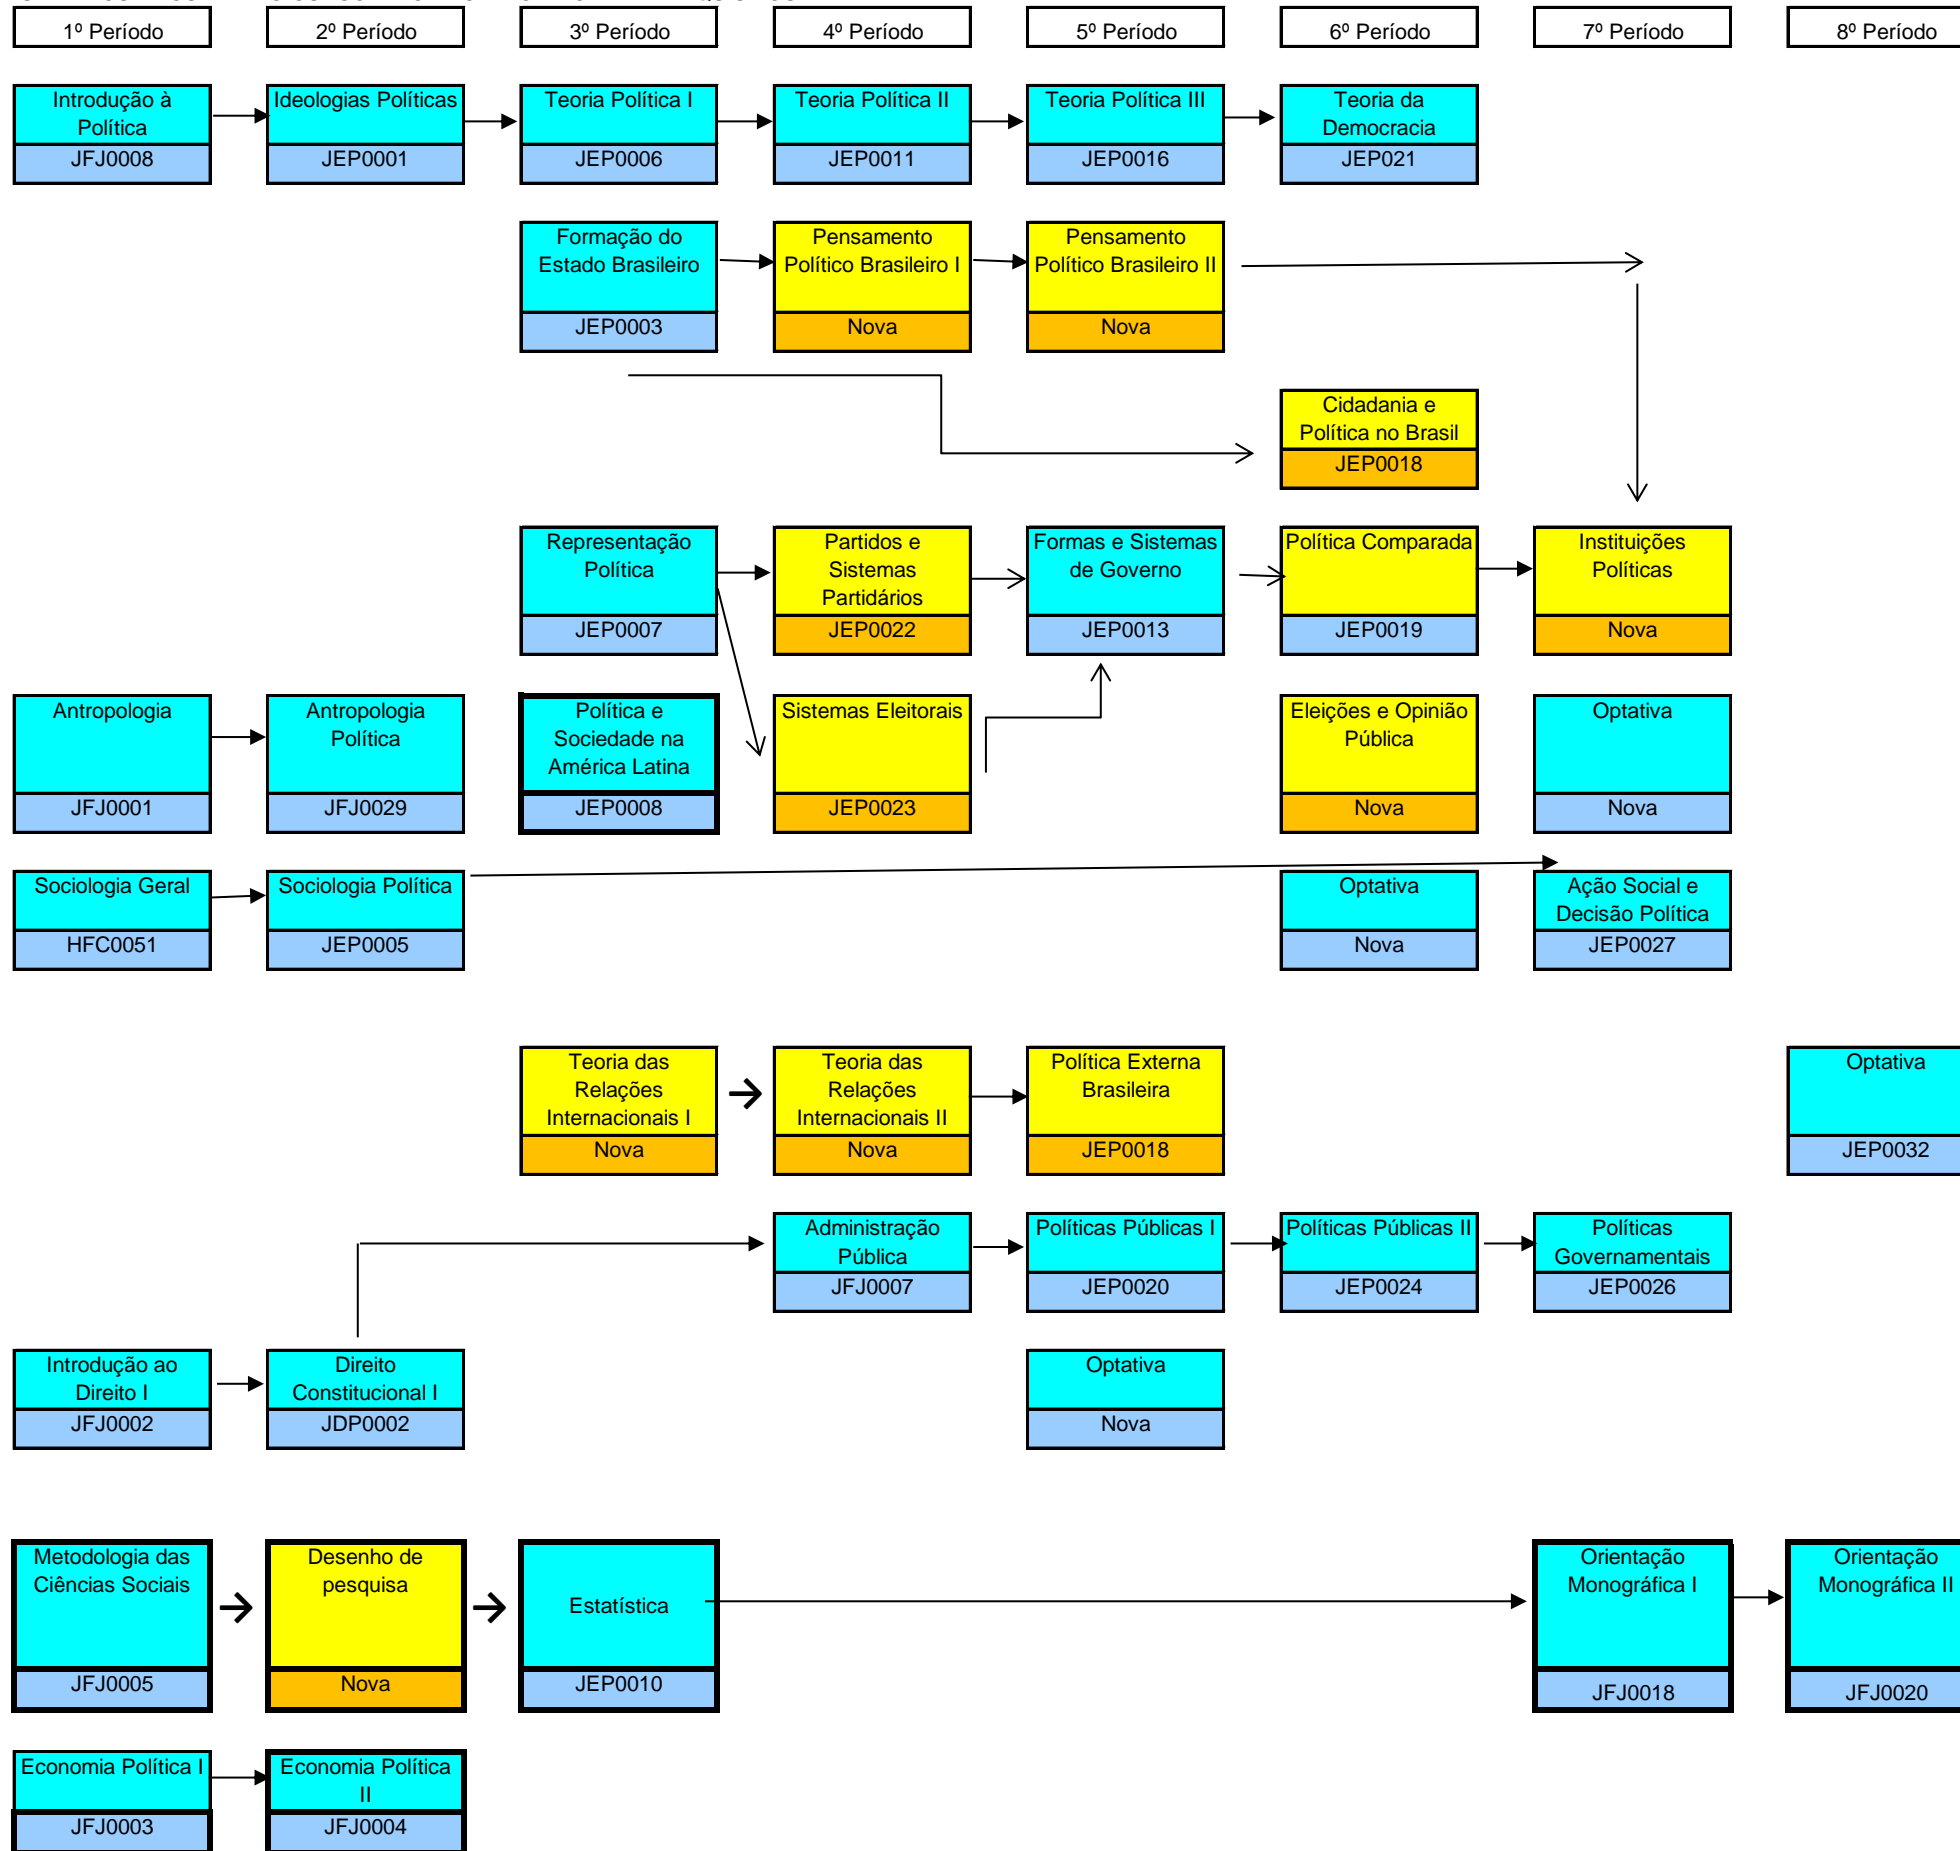 1º Período
2º Período
3º Período
4º Período
5º Período
6º Período
7º Período
8º Período
Introdução à
Política
JFJ0008
Ideologias Políticas
JEP0001
Teoria Política I
JEP0006
Teoria Política II
JEP0011
Teoria Política III
JEP0016
Teoria da
Democracia
JEP021
Formação do
Estado Brasileiro
JEP0003
Pensamento
Político Brasileiro I
Nova
Pensamento
Político Brasileiro II
Nova
Cidadania e
Política no Brasil
JEP0018
Representação
Política
JEP0007
Partidos e
Sistemas
Partidários
JEP0022
Formas e Sistemas
de Governo
JEP0013
Política Comparada
JEP0019
Instituições
Políticas
Nova
Antropologia
JFJ0001
Antropologia
Política
JFJ0029
Política e
Sociedade na
América Latina
JEP0008
Sistemas Eleitorais
JEP0023
Eleições e Opinião
Pública
Nova
Optativa
Nova
Sociologia Geral
HFC0051
Sociologia Política
JEP0005
Optativa
Nova
Ação Social e
Decisão Política
JEP0027
Teoria das
Relações
Internacionais I
Nova
Teoria das
Relações
Internacionais II
Nova
Política Externa
Brasileira
JEP0018
Optativa
JEP0032
Administração
Pública
JFJ0007
Políticas Públicas I
JEP0020
Políticas Públicas II
JEP0024
Políticas
Governamentais
JEP0026
Introdução ao
Direito I
JFJ0002
Direito
Constitucional I
JDP0002
Optativa
Nova
Metodologia das
Ciências Sociais
JFJ0005
Desenho de
pesquisa
Nova
Estatística
JEP0010
Orientação
Monográfica I
JFJ0018
Orientação
Monográfica II
JFJ0020
Economia Política I
JFJ0003
Economia Política
II
JFJ0004